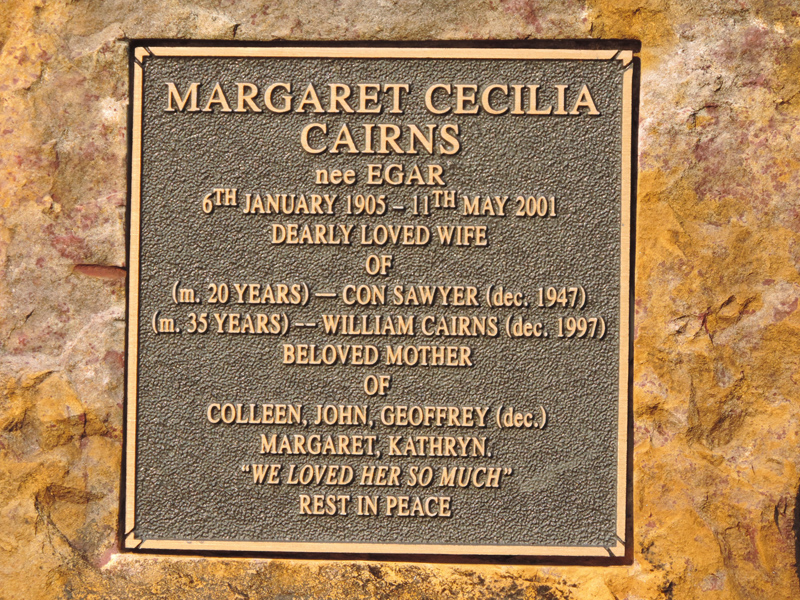 MARGARET CECILIA
CAIRNS
nee EGAR
6TH JANUARY 1905 – 11TH MAY 2001
DEARLY LOVED WIFE
OF
(m. 20 YEARS) — CON SAWYER (dec. 1947)
(m. 35 YEARS) -- WILLIAM CAIRNS (dec. 1997)
BELOVED MOTHER
OF
COLLEEN, JOHN, GEOFFREY (dec.)
MARGARET, KATHRYN.
“WE LOVED HER SO MUCH”
REST IN PEACE